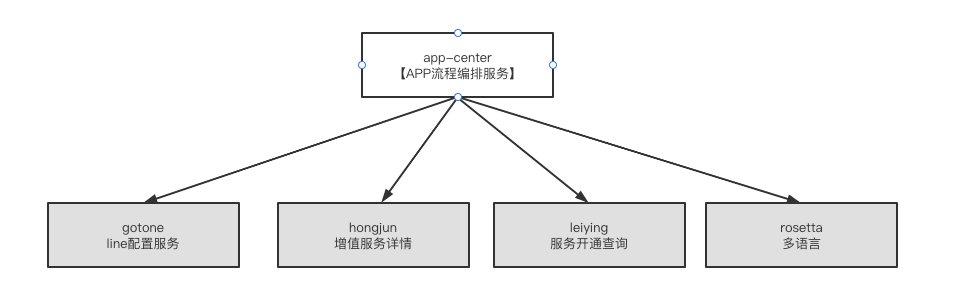 app-center
【APP流程编排服务】
gotone
line配置服务
hongjun
增值服务详情
leiying
服务开通查询
rosetta
多语言